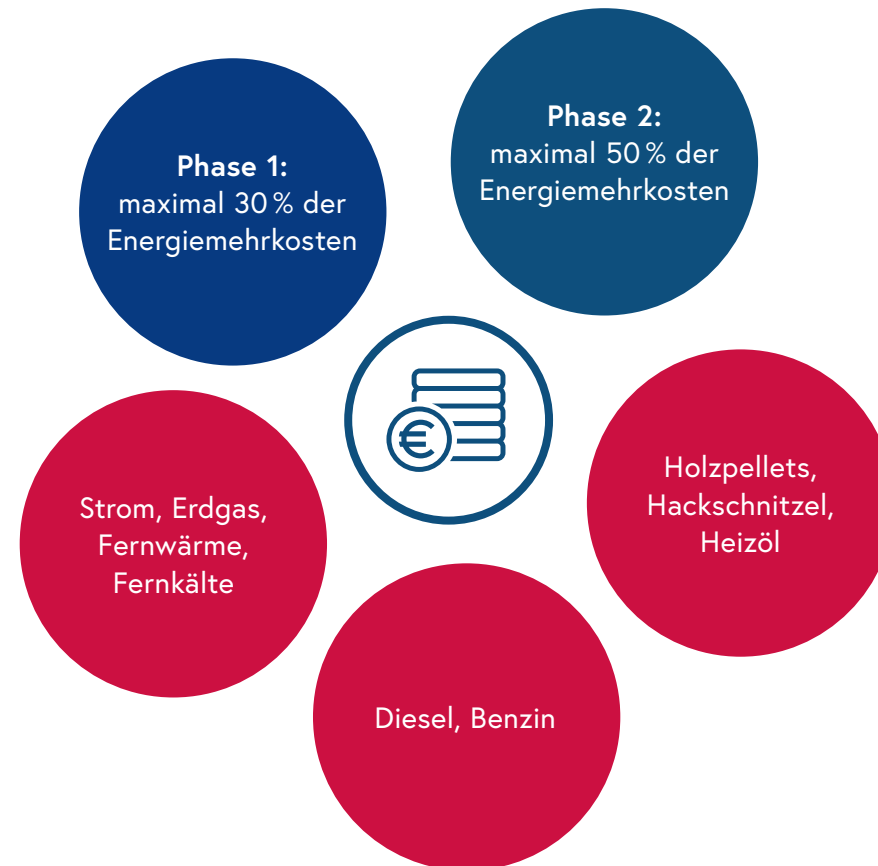 Phase 1:
maximal 30 % der
Energiemehrkosten
Phase 2:
maximal 50 % der
Energiemehrkosten
€
Strom, Erdgas,
Fernwärme,
Fernkälte
Holzpellets,
Hackschnitzel,
Heizöl
Diesel, Benzin